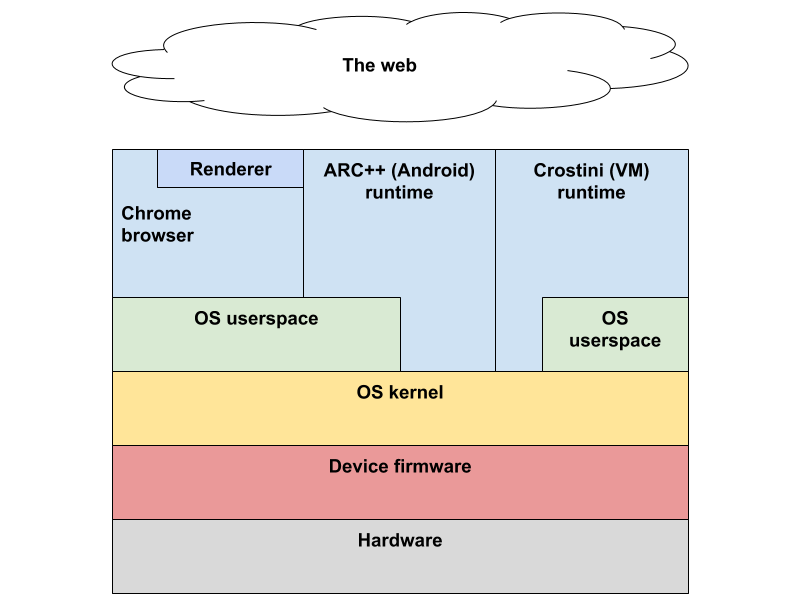 The web
Renderer
Chrome
browser
ARC++ (Android)
runtime
Crostini (VM)
runtime
OS userspace
OS
userspace
OS kernel
Device firmware
Hardware